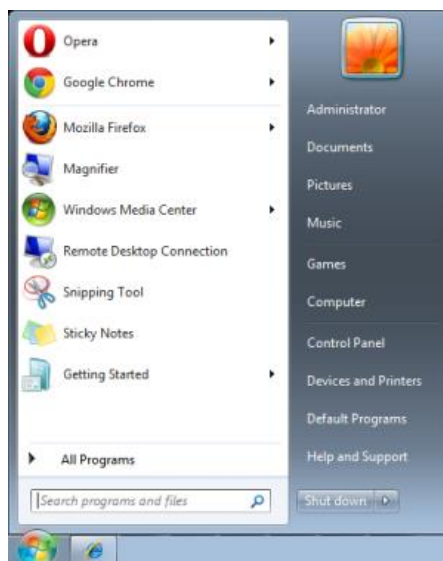 Opera
Google Chrome
Mozilla Firefox
Magnifier
Windows Media Center
Remote Desktop Connection
Snipping Tool
Sticky Notes
Getting Started
All Programs
Search programs and files
Administrator
Documents
Pictures
Music
Games
Computer
Control Panel
Devices and Printers
Default Programs
Help and Support
Shut down